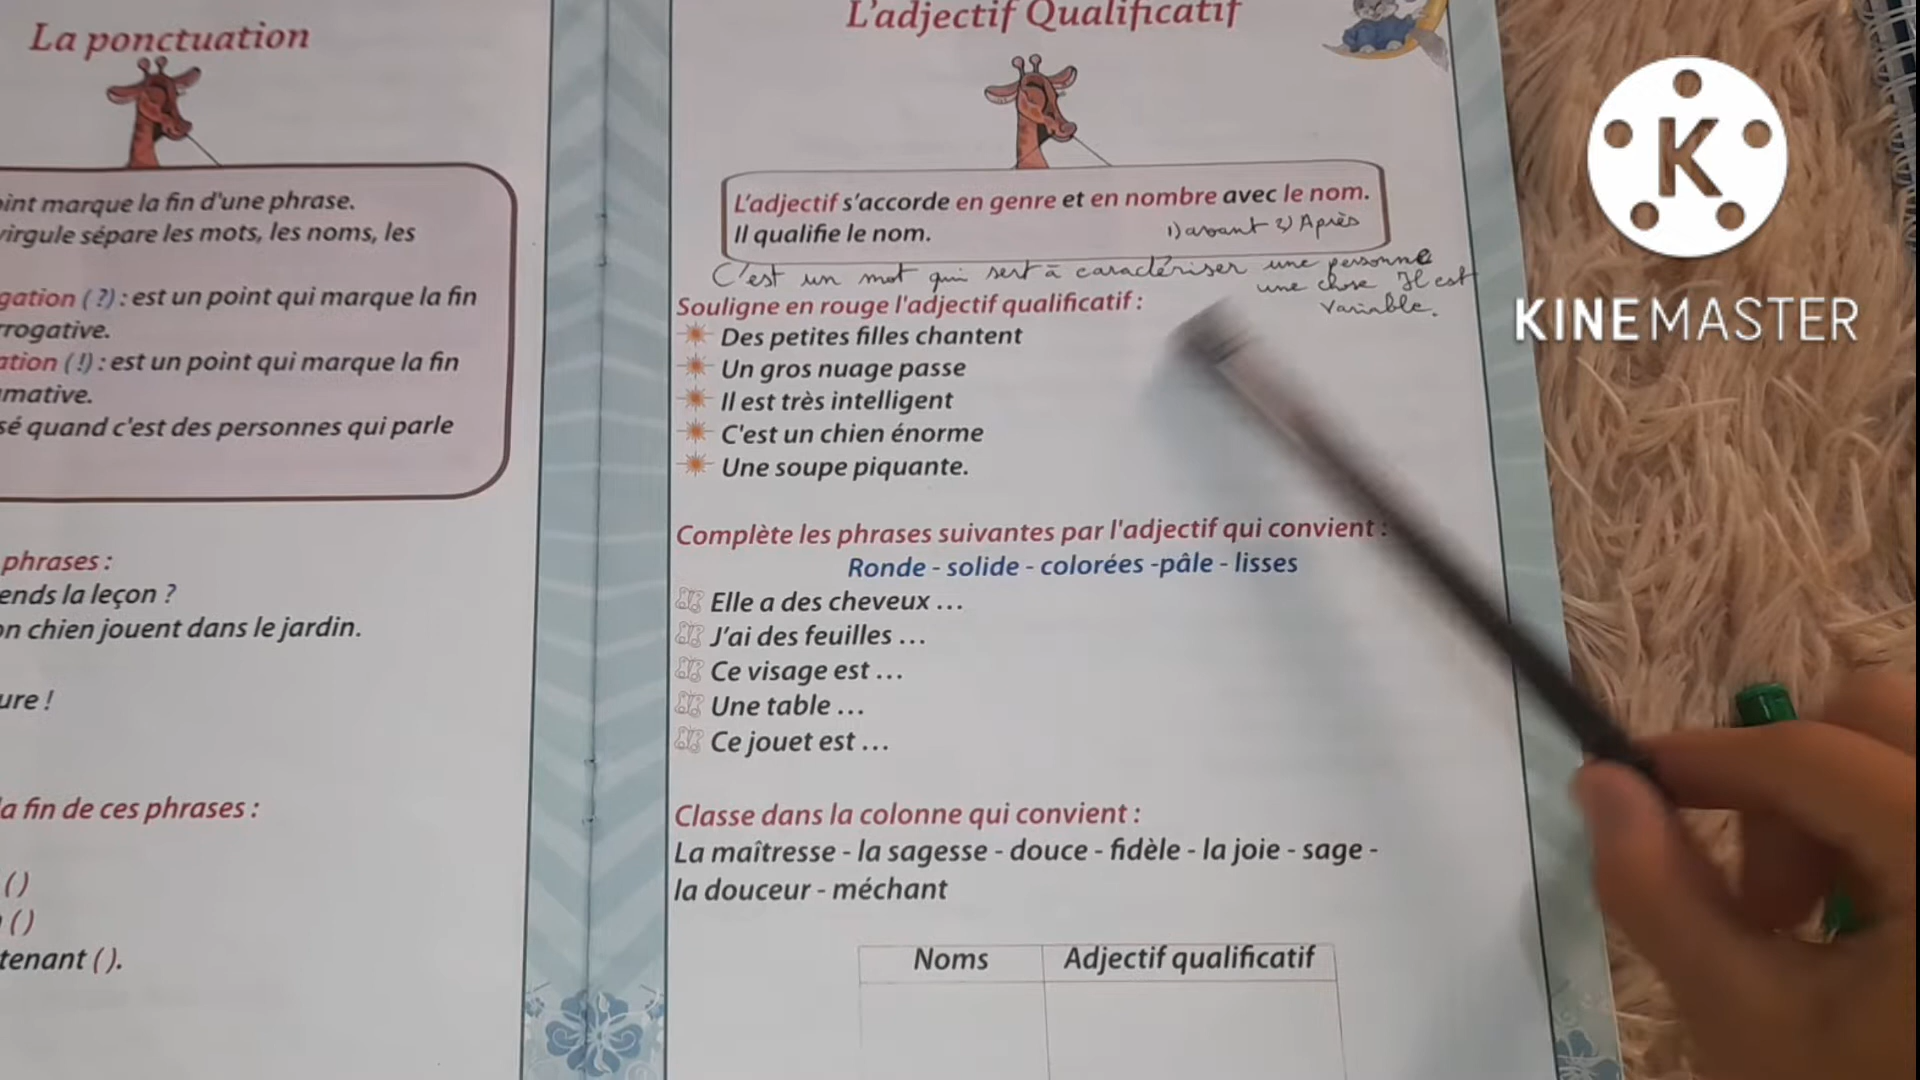 La ponctuation
int marque la fin d'une phrase.
virgule sépare les mots, les noms, les
gation (?) : est un point qui marque la fin
rrogative.
ation (!) : est un point qui marque la fin
mative.
sé quand c'est des personnes qui parle
phrases :
ends la leçon ?
on chien jouent dans le jardin.
ure !
a fin de ces phrases :
()
()
tenant ().
L'adjectif Qualificatif
L'adjectif s'accorde en genre et en nombre avec le nom.
Il qualifie le nom.
1) avant 2) Après
C'est un mot qui sert à caractériser une personne
une chose Il est
variable.
Souligne en rouge l'adjectif qualificatif :
Des petites filles chantent
Un gros nuage passe
Il est très intelligent
C'est un chien énorme
Une soupe piquante.
Complète les phrases suivantes par l'adjectif qui convient :
Ronde - solide - colorées -pâle - lisses
Elle a des cheveux ...
J'ai des feuilles ...
Ce visage est ...
Une table ...
Ce jouet est ...
Classe dans la colonne qui convient :
La maîtresse - la sagesse - douce - fidèle - la joie - sage -
la douceur - méchant
Noms Adjectif qualificatif
K
KINEMASTER